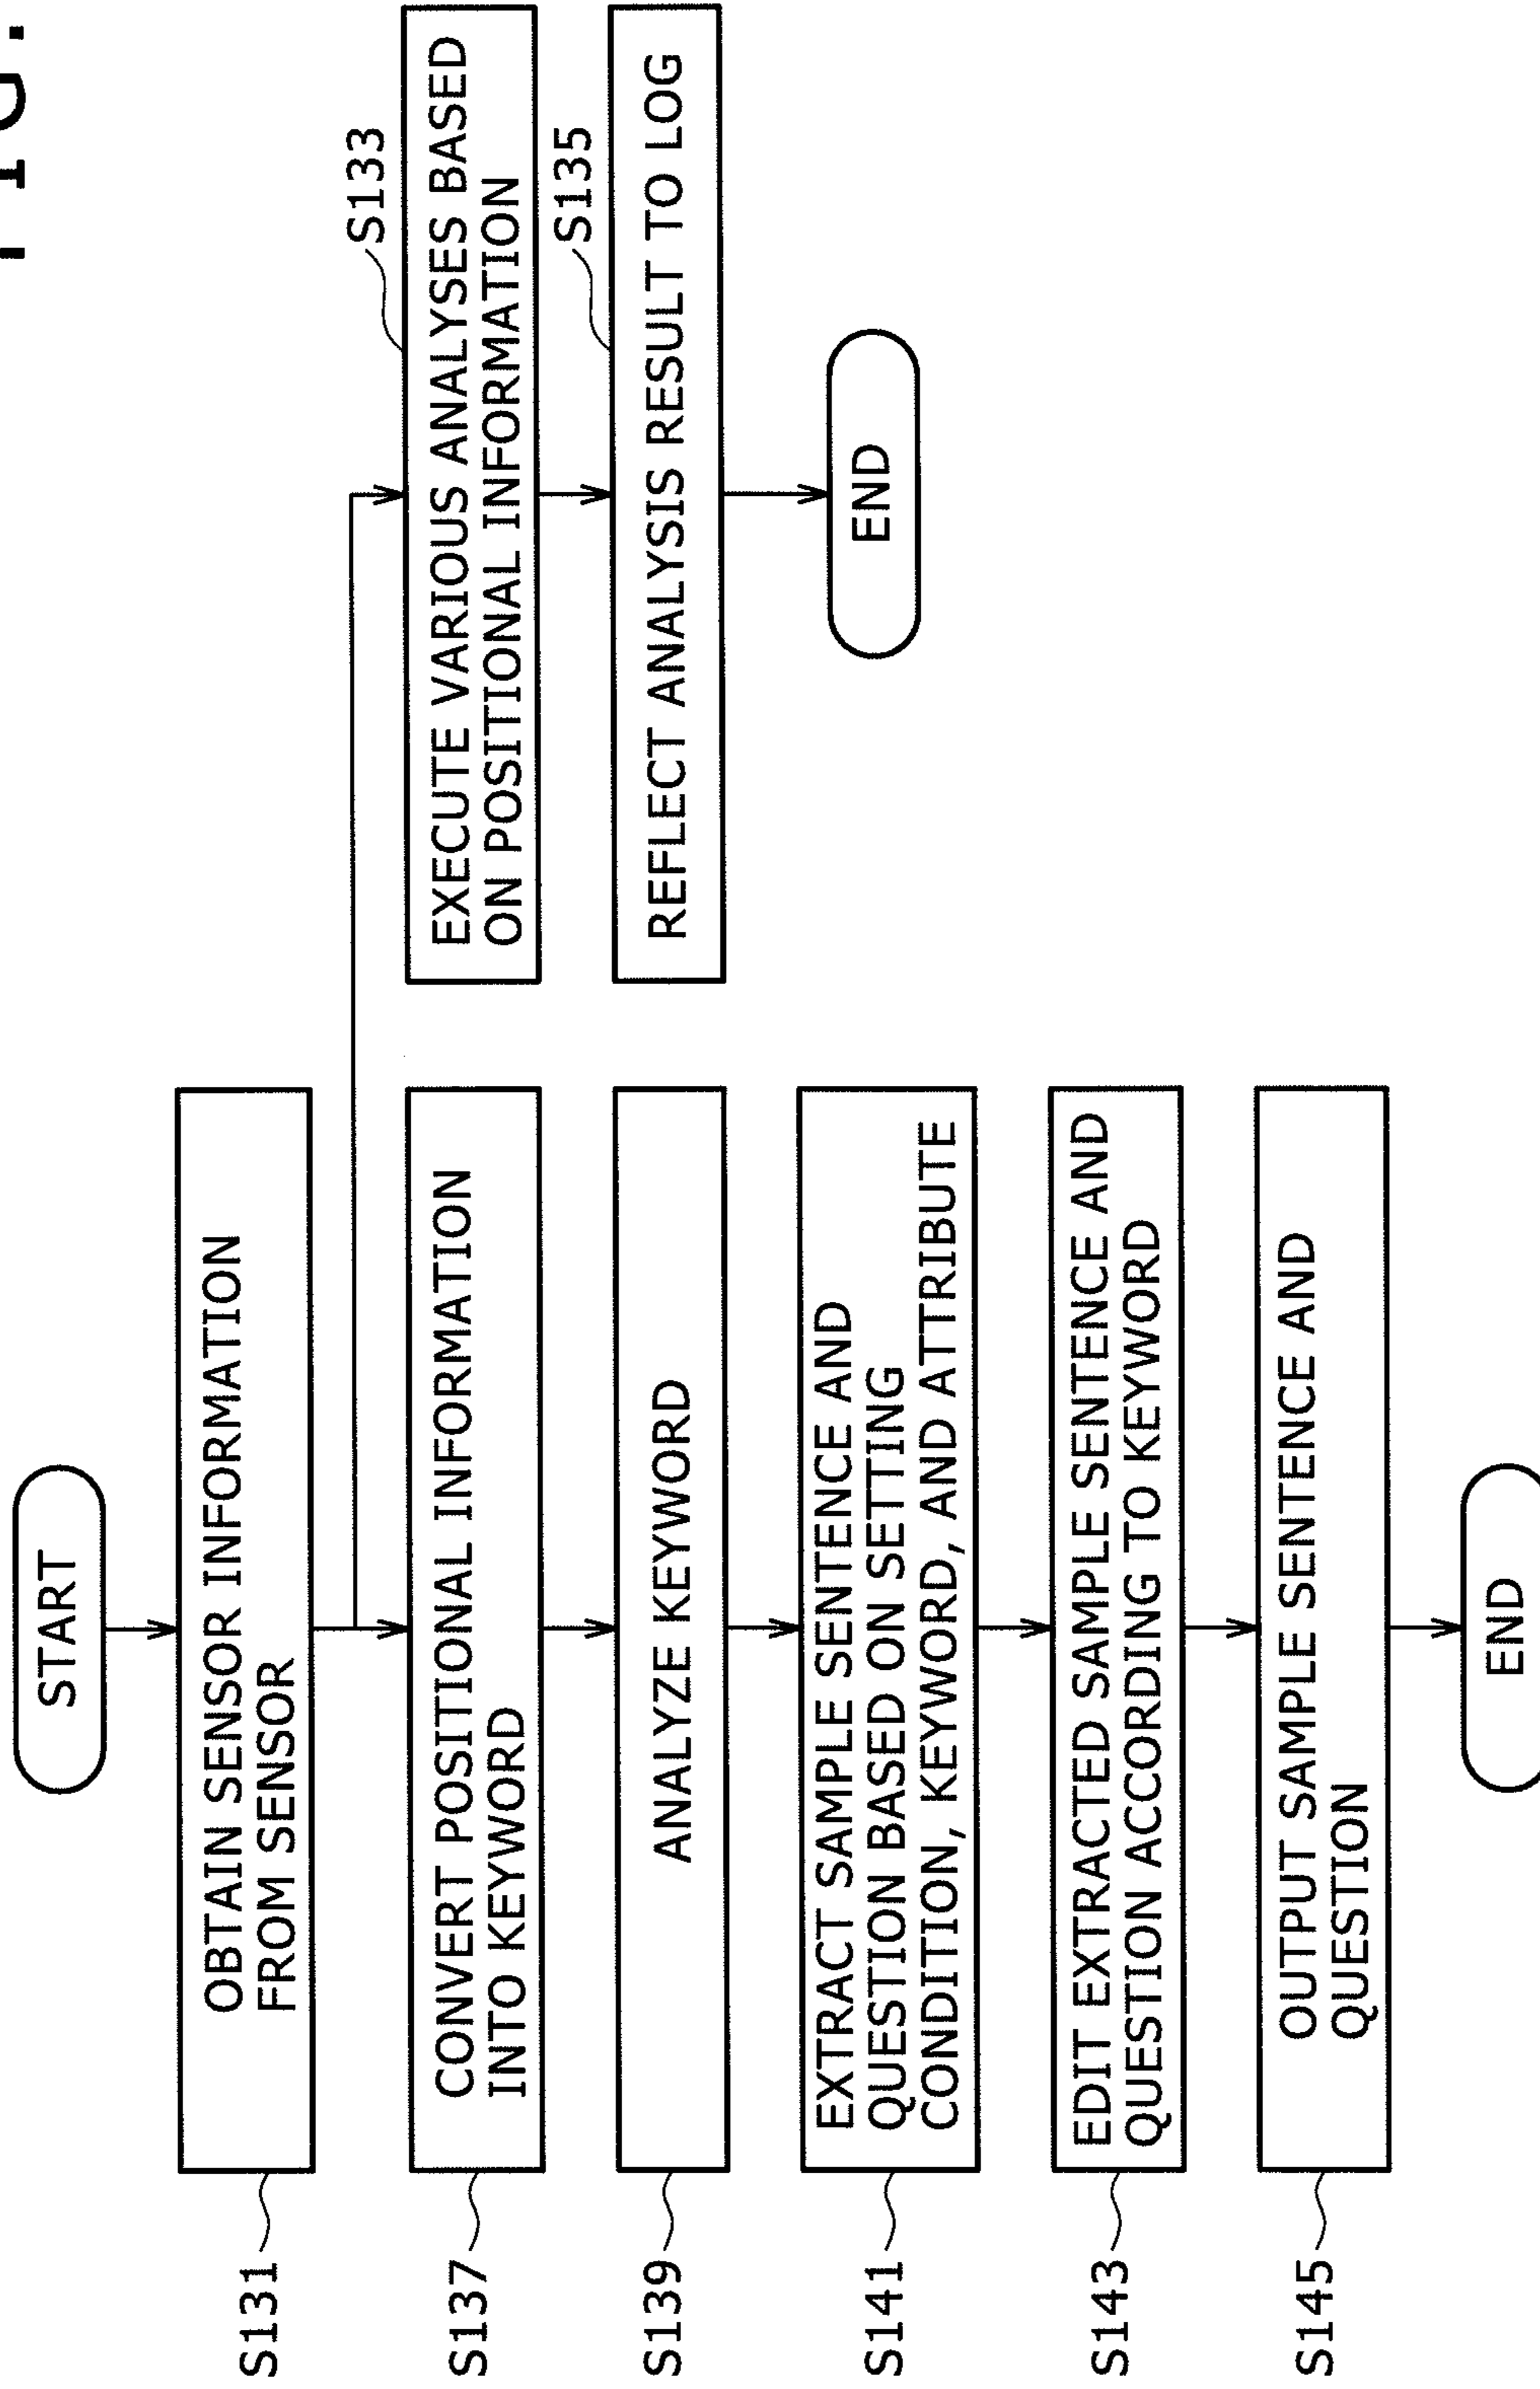 START
S131
OBTAIN SENSOR INFORMATION
FROM SENSOR
S137
CONVERT POSITIONAL INFORMATION
INTO KEYWORD
S139
ANALYZE KEYWORD
S141
EXTRACT SAMPLE SENTENCE AND
QUESTION BASED ON SETTING
CONDITION, KEYWORD, AND ATTRIBUTE
S143
EDIT EXTRACTED SAMPLE SENTENCE AND
QUESTION ACCORDING TO KEYWORD
S145
OUTPUT SAMPLE SENTENCE AND
QUESTION
END
S133
EXECUTE VARIOUS ANALYSES BASED
ON POSITIONAL INFORMATION
S135
REFLECT ANALYSIS RESULT TO LOG
END